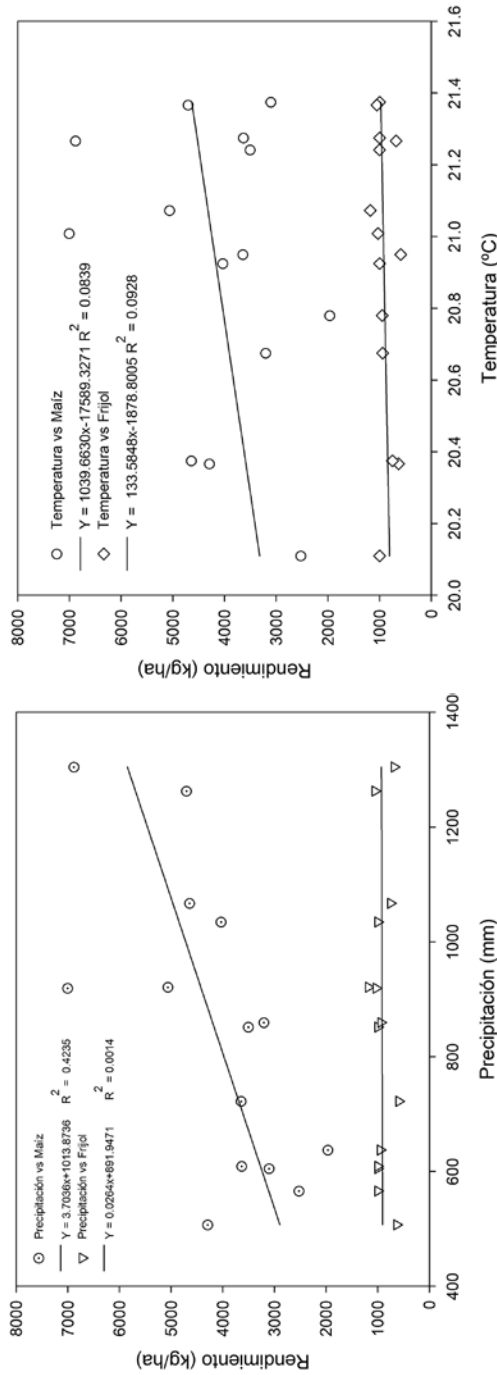 8000
7000
6000
5000
4000
3000
2000
1000
0
Rendimiento (kg/ha)
Precipitación vs Maíz
Y = 3.7036x+1013.8736 R² = 0.4235
Precipitación vs Frijol
Y = 0.0264x+891.9471 R² = 0.0014
400
600
800
1000
1200
1400
Precipitación (mm)
8000
7000
6000
5000
4000
3000
2000
1000
0
Rendimiento (kg/ha)
Temperatura vs Maíz
Y = 1039.6630x-17589.3271 R² = 0.0839
Temperatura vs Frijol
Y = 133.5848x-1878.8005 R² = 0.0928
20.0
20.2
20.4
20.6
20.8
21.0
21.2
21.4
21.6
Temperatura (ºC)